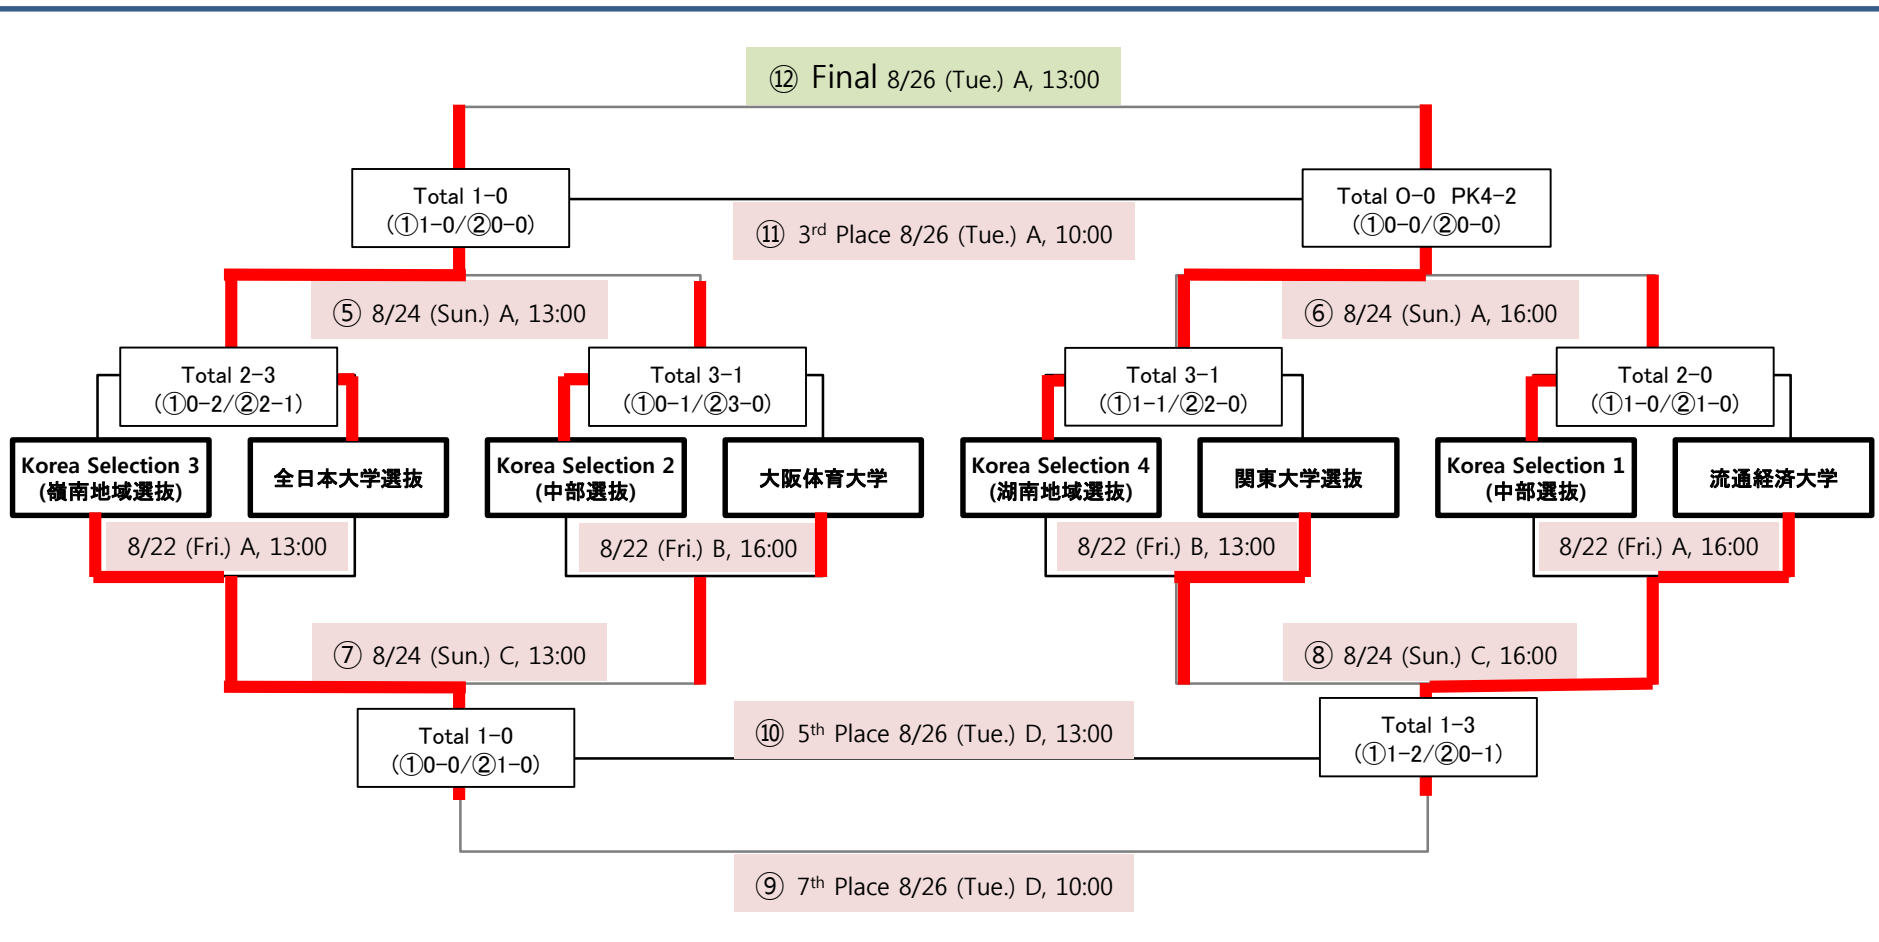 ⑫ Final 8/26 (Tue.) A, 13:00
Total 1-0
(①1-0/②0-0)
Total O-0 PK4-2
(①0-0/②0-0)
⑪ 3rd Place 8/26 (Tue.) A, 10:00
⑤ 8/24 (Sun.) A, 13:00
⑥ 8/24 (Sun.) A, 16:00
Total 2-3
(①0-2/②2-1)
Total 3-1
(①0-1/②3-0)
Total 3-1
(①1-1/②2-0)
Total 2-0
(①1-0/②1-0)
Korea Selection 3
(嶺南地域選抜)
全日本大学選抜
Korea Selection 2
(中部選抜)
大阪体育大学
Korea Selection 4
(湖南地域選抜)
関東大学選抜
Korea Selection 1
(中部選抜)
流通経済大学
8/22 (Fri.) A, 13:00
8/22 (Fri.) B, 16:00
8/22 (Fri.) B, 13:00
8/22 (Fri.) A, 16:00
⑦ 8/24 (Sun.) C, 13:00
⑧ 8/24 (Sun.) C, 16:00
Total 1-0
(①0-0/②1-0)
⑩ 5th Place 8/26 (Tue.) D, 13:00
Total 1-3
(①1-2/②0-1)
⑨ 7th Place 8/26 (Tue.) D, 10:00